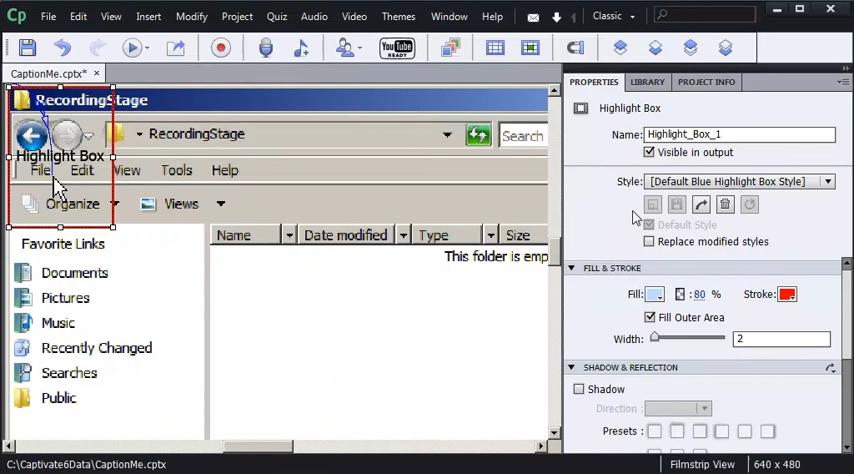 Cp File Edit View Insert Modify Project Quiz Audio Video Themes Window Help Classic
YouTube READY
CaptionMe.cptx* ×
PROPERTIES LIBRARY PROJECT INFO
RecordingStage
Highlight Box
RecordingStage Search
Name: Highlight_Box_1
Visible in output
Highlight Box
File Edit View Tools Help
Style: [Default Blue Highlight Box Style]
Organize Views
Default Style
Replace modified styles
Favorite Links
Name Date modified Type Size
This folder is emp
Documents
Pictures
Music
Recently Changed
Searches
Public
FILL & STROKE
Fill: : 80 % Stroke:
Fill Outer Area
Width: 2
SHADOW & REFLECTION
Shadow
Direction:
Presets:
C:\Captivate6Data\CaptionMe.cptx Filmstrip View 640 x 480